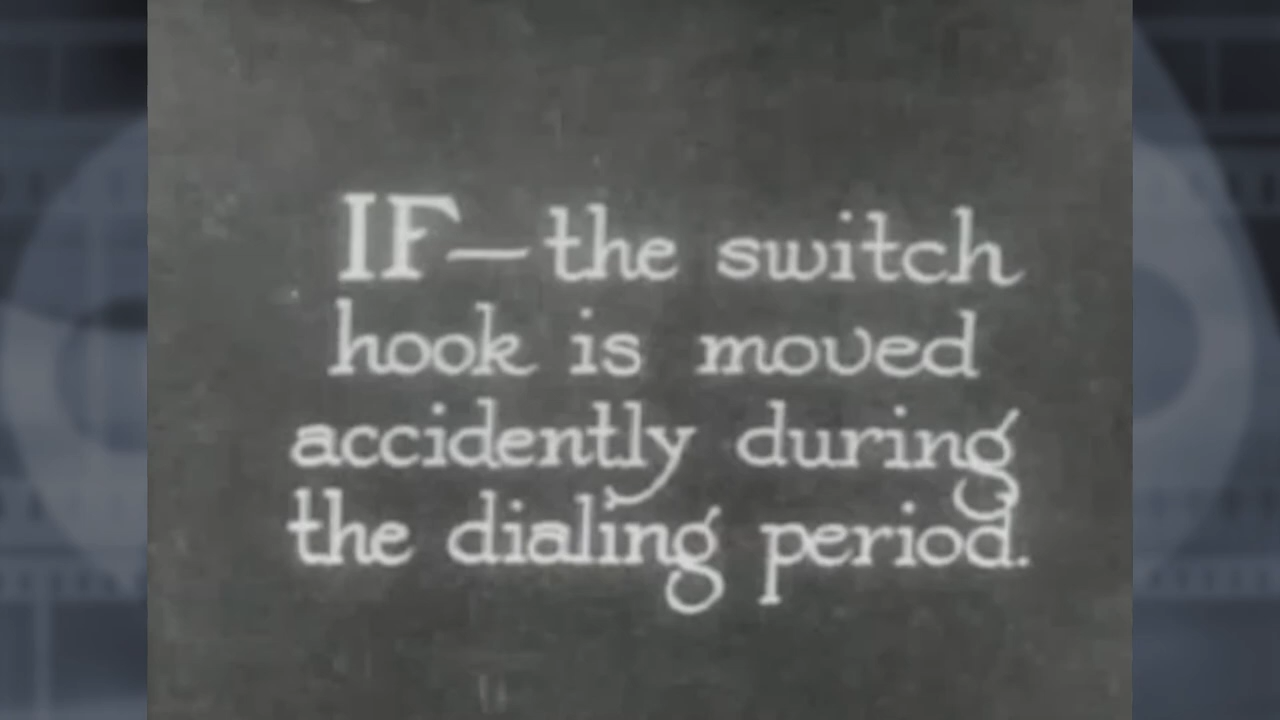 IF—the switch
hook is moved
accidently during
the dialing period.